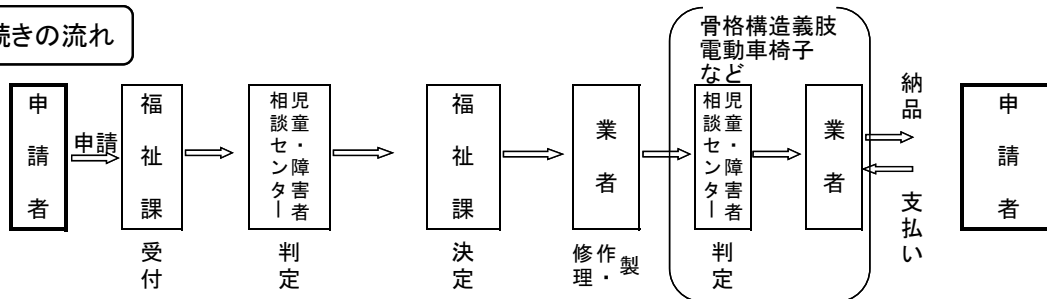 続きの流れ
骨格構造義肢
電動車椅子
など
申請者
申請
福祉課
受付
児童・障害者
相談センター
判定
福祉課
決定
業者
製
作・
修理
児童・障害者
相談センター
判定
業者
納品
支払い
申請者